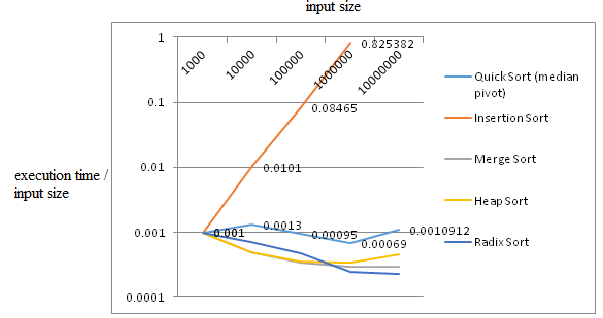 input size
1
1000
10000
100000
1000000
10000000
0.825382
QuickSort (median
pivot)
0.1
0.08465
Insertion Sort
0.01
0.0101
Merge Sort
execution time /
input size
Heap Sort
0.001
0.001
0.0013
0.00095
0.00069
0.0010912
Radix Sort
0.0001